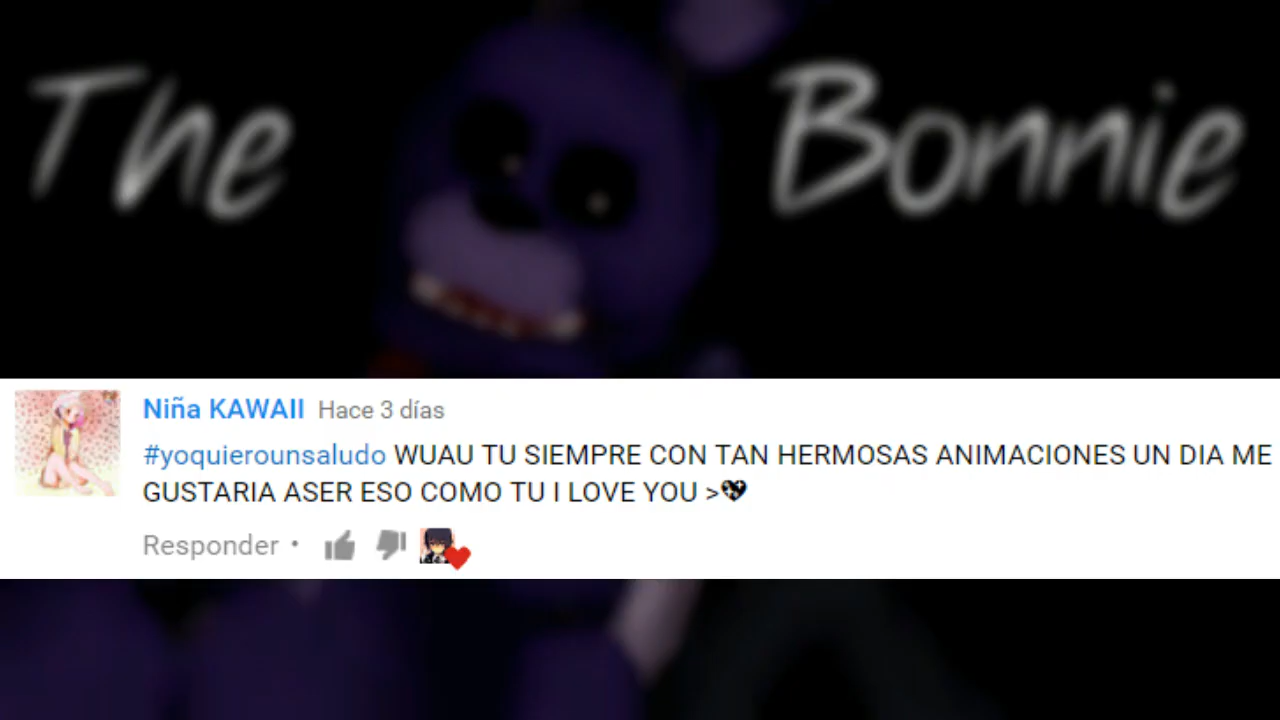 The Bonnie
Niña KAWAII Hace 3 días
#yoquierounsaludo WUAU TU SIEMPRE CON TAN HERMOSAS ANIMACIONES UN DIA ME
GUSTARIA ASER ESO COMO TU I LOVE YOU >💖
Responder •